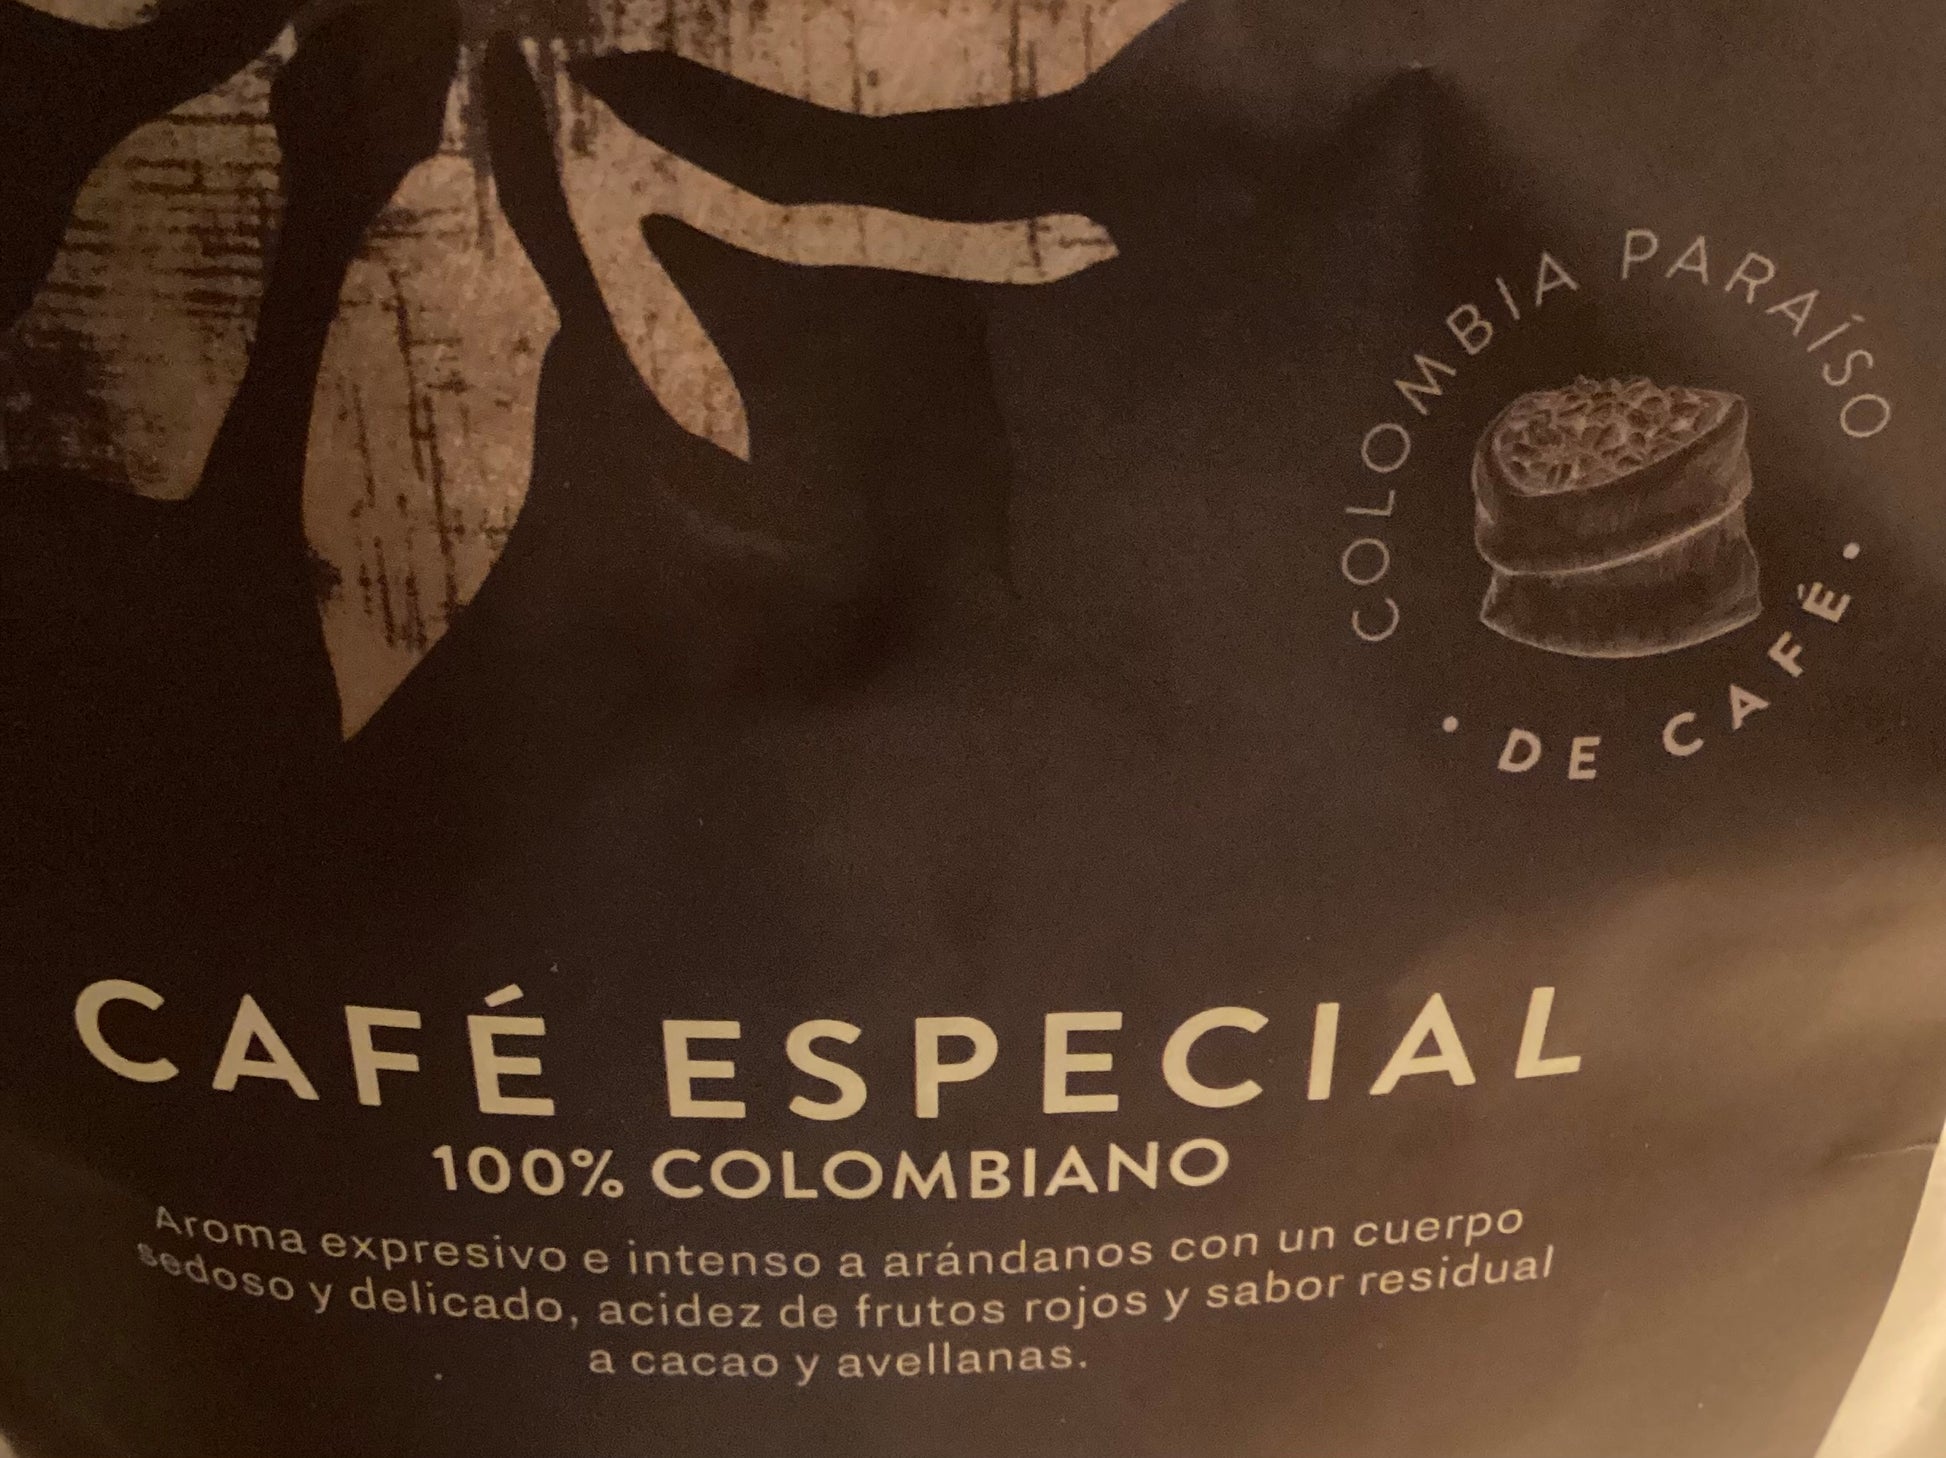 COLOMBIA PARAÍSO
• DE CAFÉ •
CAFÉ ESPECIAL
100% COLOMBIANO
Aroma expresivo e intenso a arándanos con un cuerpo
sedoso y delicado, acidez de frutos rojos y sabor residual
a cacao y avellanas.